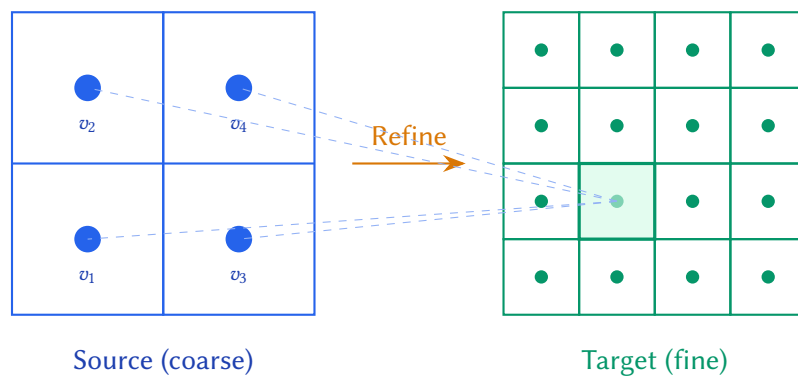 v₂
v₄
Refine
v₁
v₃
Source (coarse)
Target (fine)